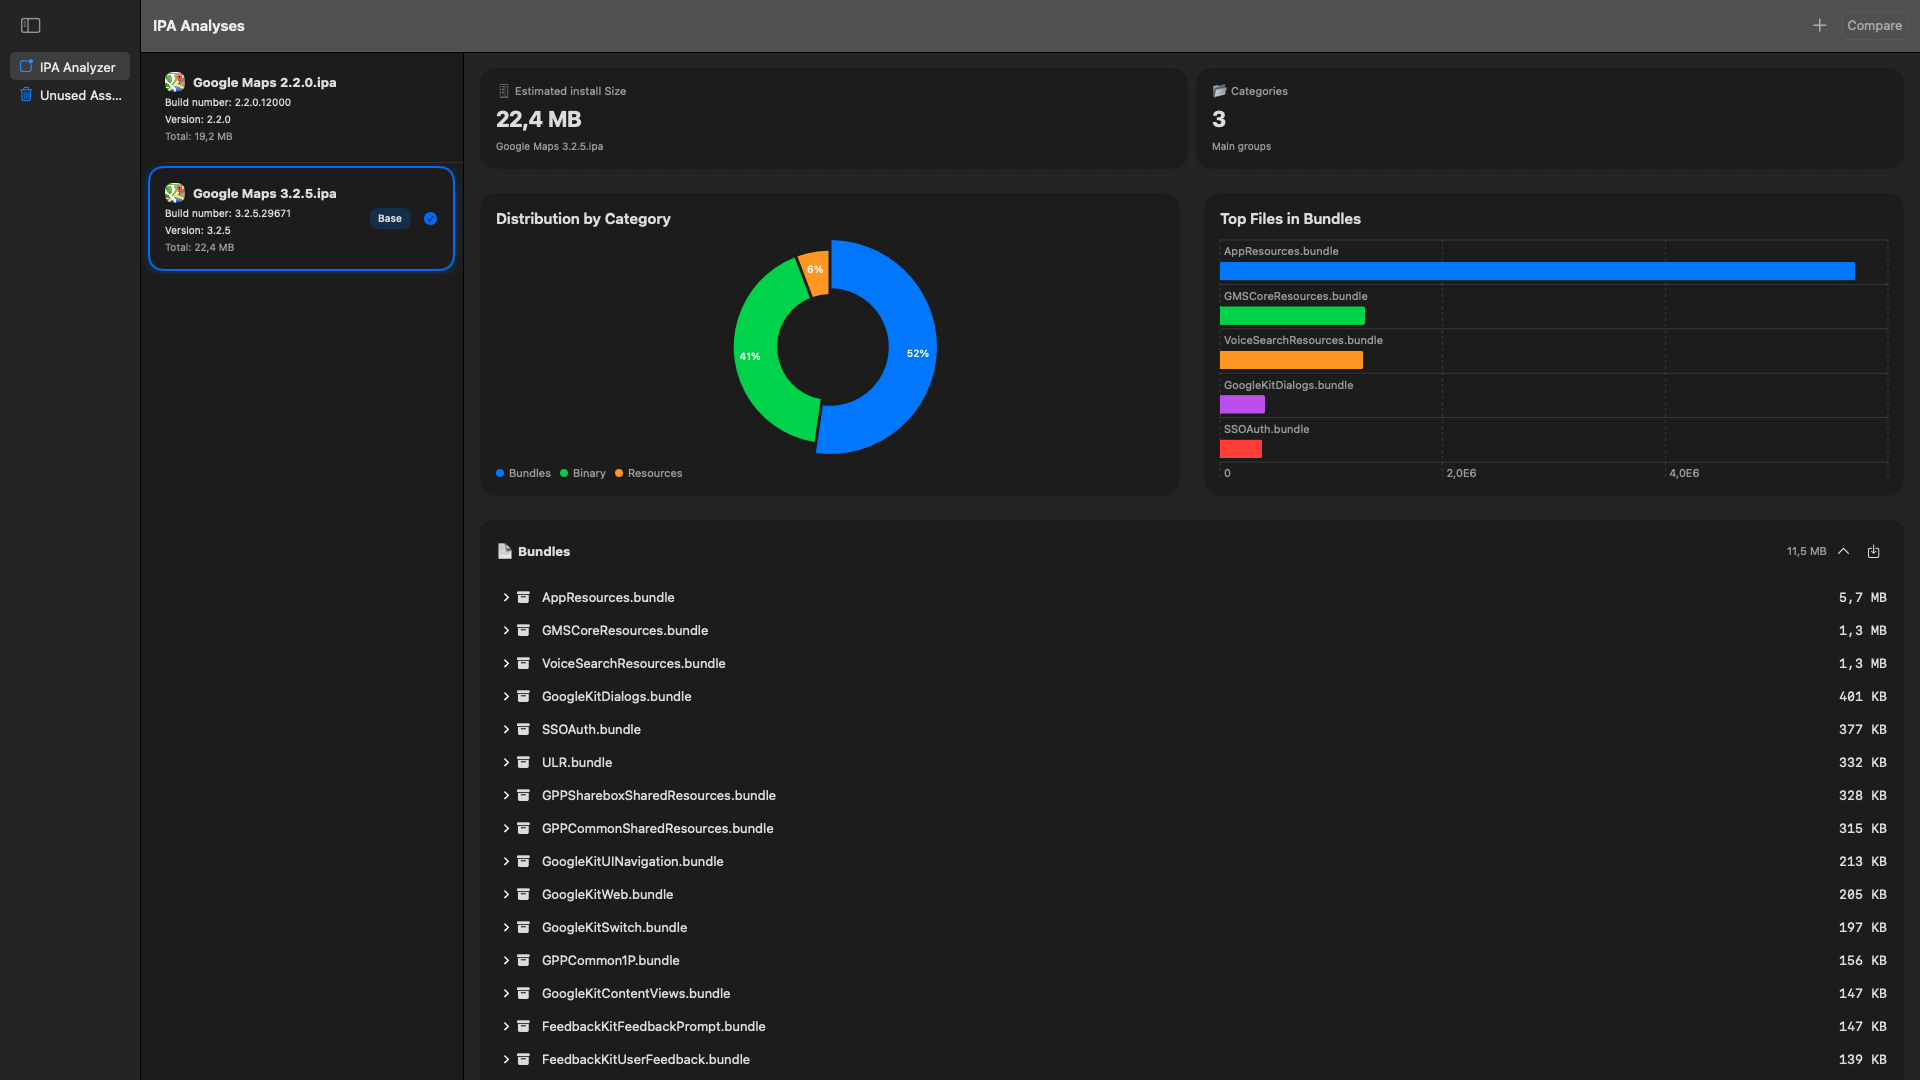 IPA Analyses
Compare
IPA Analyzer
Unused Ass...
Google Maps 2.2.0.ipa
Build number: 2.2.0.12000
Version: 2.2.0
Total: 19,2 MB
Google Maps 3.2.5.ipa
Build number: 3.2.5.29671
Version: 3.2.5
Total: 22,4 MB
Base
Estimated install Size
22,4 MB
Google Maps 3.2.5.ipa
Categories
3
Main groups
Distribution by Category
6%
41%
52%
Bundles Binary Resources
Top Files in Bundles
AppResources.bundle
GMSCoreResources.bundle
VoiceSearchResources.bundle
GoogleKitDialogs.bundle
SSOAuth.bundle
0 2,0E6 4,0E6
Bundles 11,5 MB
AppResources.bundle 5,7 MB
GMSCoreResources.bundle 1,3 MB
VoiceSearchResources.bundle 1,3 MB
GoogleKitDialogs.bundle 401 KB
SSOAuth.bundle 377 KB
ULR.bundle 332 KB
GPPShareboxSharedResources.bundle 328 KB
GPPCommonSharedResources.bundle 315 KB
GoogleKitUINavigation.bundle 213 KB
GoogleKitWeb.bundle 205 KB
GoogleKitSwitch.bundle 197 KB
GPPCommon1P.bundle 156 KB
GoogleKitContentViews.bundle 147 KB
FeedbackKitFeedbackPrompt.bundle 147 KB
FeedbackKitUserFeedback.bundle 139 KB